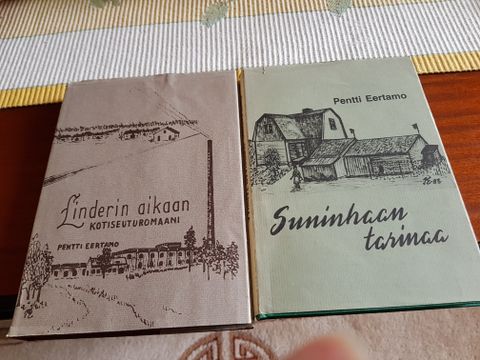 Linderin aikaan
KOTISEUTUROMAANI
PENTTI EERTAMO
Pentti Eertamo
Suninhaan
tarinaa